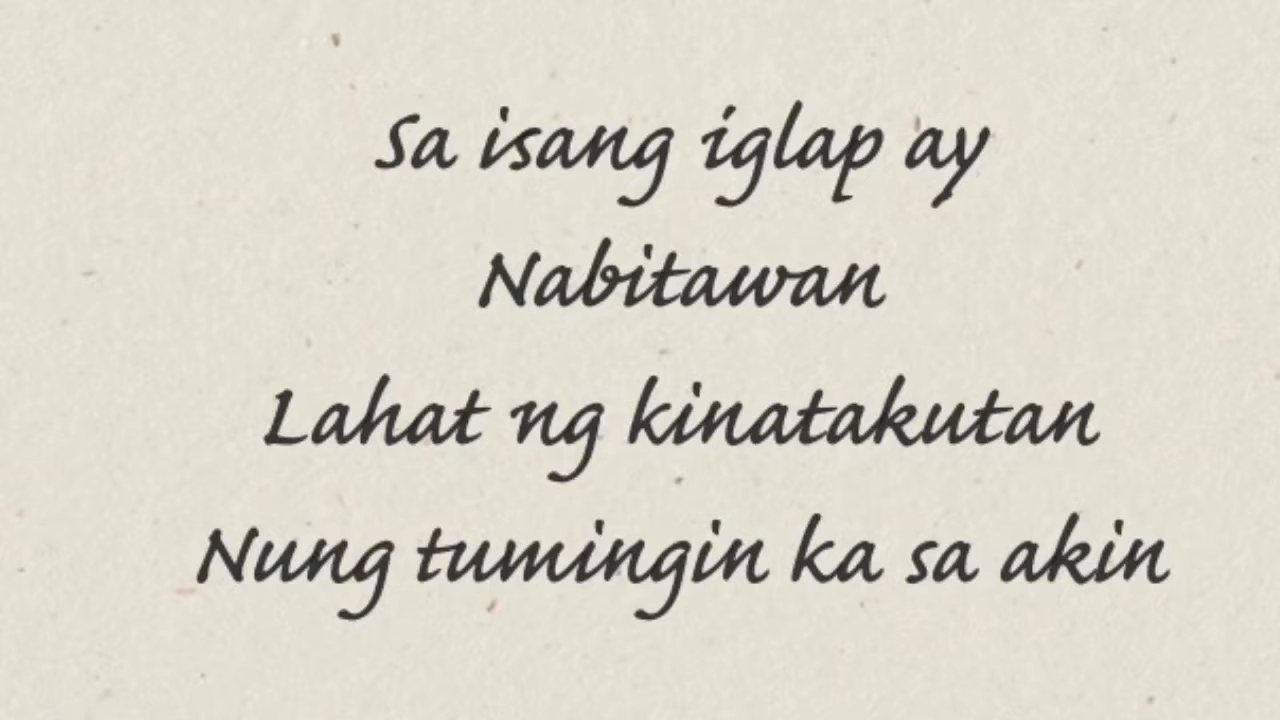 Sa isang iglap ay
Nabitawan
Lahat ng kinatakutan
Nung tumingin ka sa akin